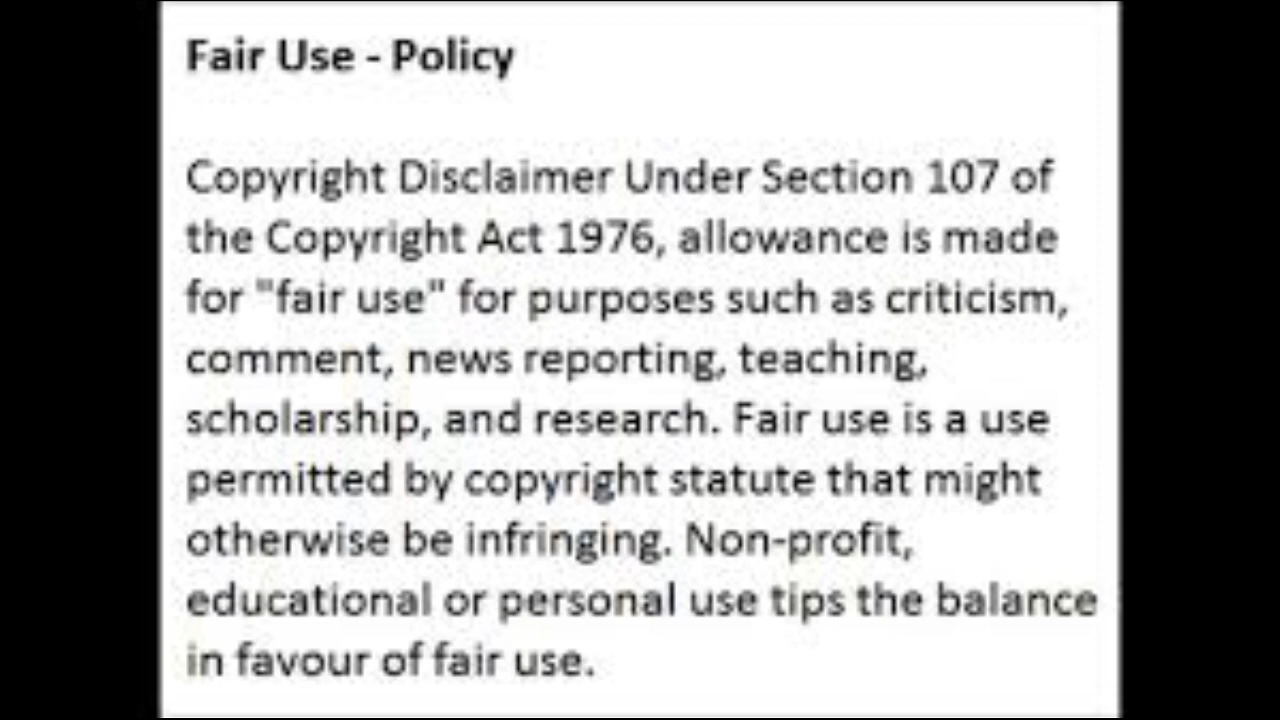 Fair Use - Policy
Copyright Disclaimer Under Section 107 of
the Copyright Act 1976, allowance is made
for "fair use" for purposes such as criticism,
comment, news reporting, teaching,
scholarship, and research. Fair use is a use
permitted by copyright statute that might
otherwise be infringing. Non-profit,
educational or personal use tips the balance
in favour of fair use.